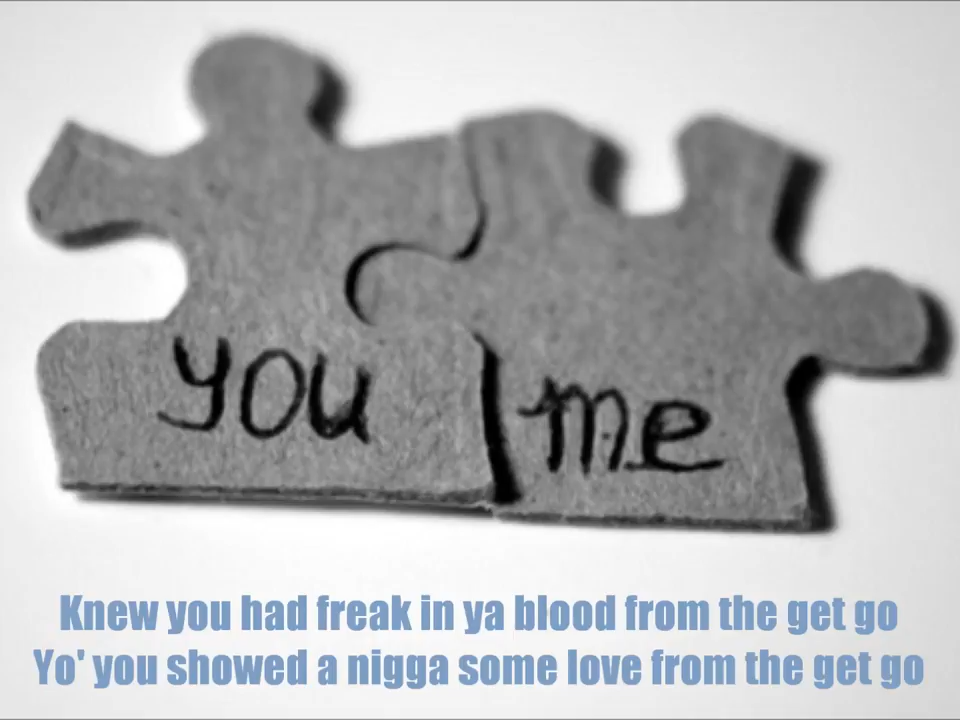 you me
Knew you had freak in ya blood from the get go
Yo' you showed a nigga some love from the get go